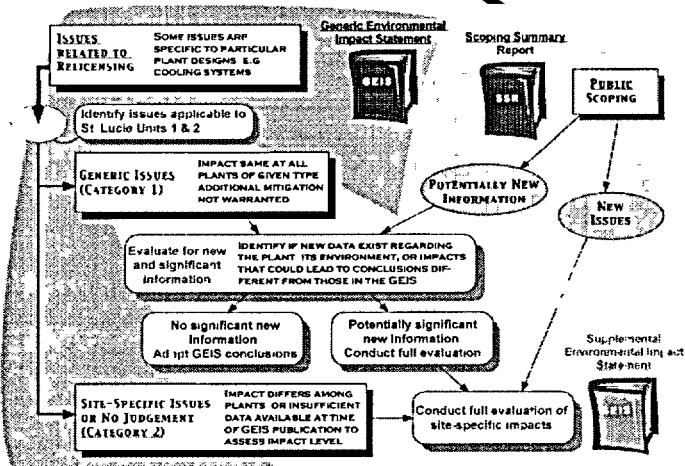 ISSUES
RELATED TO
RELICENSING
SOME ISSUES ARE
SPECIFIC TO PARTICULAR
PLANT DESIGNS E.G
COOLING SYSTEMS
Generic Environmental
Impact Statement
GEIS
Scoping Summary
Report
SSR
PUBLIC
SCOPING
Identify issues applicable to
St. Lucie Units 1 & 2
GENERIC ISSUES
(CATEGORY 1)
IMPACT SAME AT ALL
PLANTS OF GIVEN TYPE
ADDITIONAL MITIGATION
NOT WARRANTED
POTENTIALLY NEW
INFORMATION
NEW
ISSUES
Evaluate for new
and significant
information
IDENTIFY IF NEW DATA EXIST REGARDING
THE PLANT ITS ENVIRONMENT, OR IMPACTS
THAT COULD LEAD TO CONCLUSIONS DIF-
FERENT FROM THOSE IN THE GEIS
No significant new
Information
Adopt GEIS conclusions
Potentially significant
new Information
Conduct full evaluation
Supplemental
Environmental Impact
Statement
SITE-SPECIFIC ISSUES
OR NO JUDGEMENT
(CATEGORY 2)
IMPACT DIFFERS AMONG
PLANTS OR INSUFFICIENT
DATA AVAILABLE AT TIME
OF GEIS PUBLICATION TO
ASSESS IMPACT LEVEL
Conduct full evaluation of
site-specific impacts